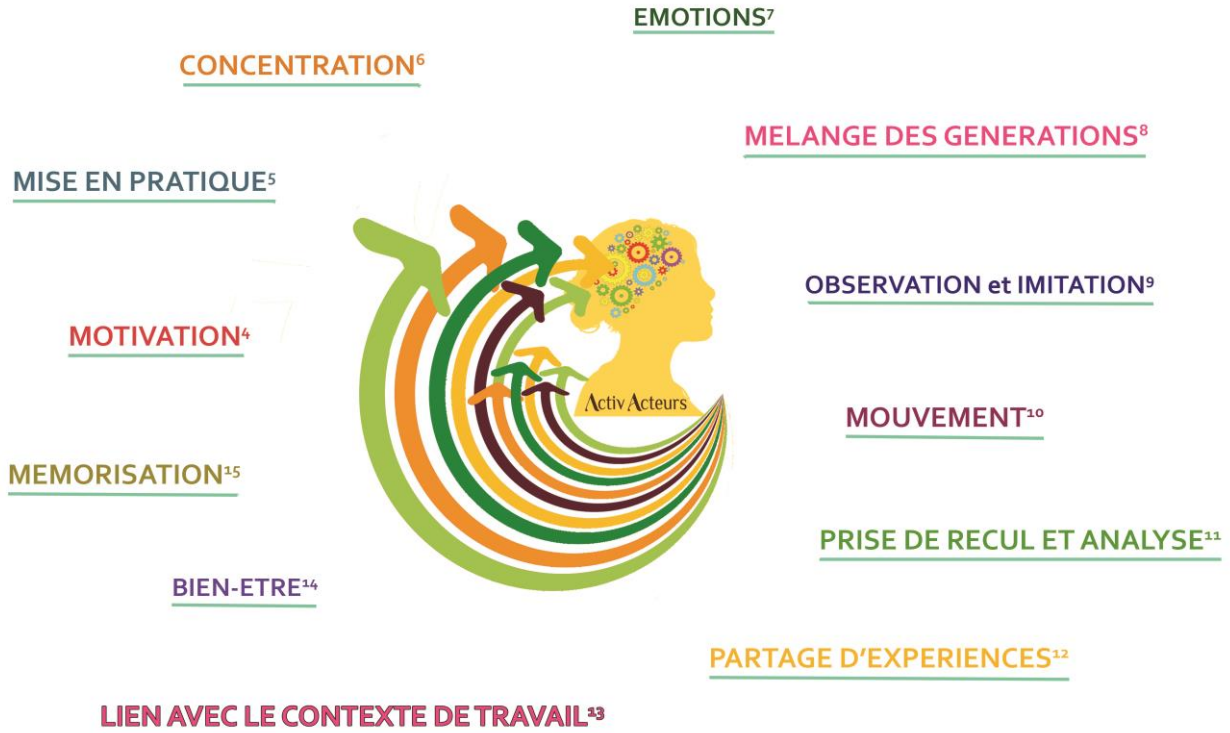 EMOTIONS⁷
CONCENTRATION⁶
MELANGE DES GENERATIONS⁸
MISE EN PRATIQUE⁵
OBSERVATION et IMITATION⁹
MOTIVATION⁴
Activ Acteurs
MOUVEMENT¹⁰
MEMORISATION¹⁵
PRISE DE RECUL ET ANALYSE¹¹
BIEN-ETRE¹⁴
PARTAGE D'EXPERIENCES¹²
LIEN AVEC LE CONTEXTE DE TRAVAIL¹³